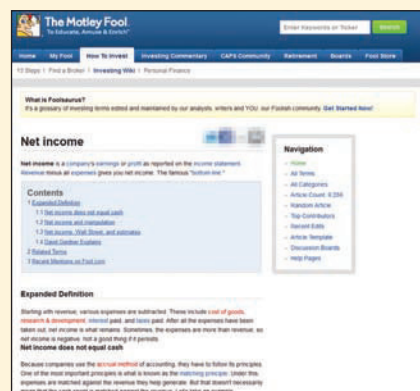 The Motley Fool.
To Educate, Amuse & Enrich
Enter Keywords or Ticker
Search
Home My Fool How To Invest Investing Commentary CAPS Community Retirement Boards Fool Store
13 Steps | Find a Broker | Investing Wiki | Personal Finance
What is Foolsaurus?
It's a glossary of investing terms edited and maintained by our analysts, writers and YOU, our Foolish community. Get Started Now!
Net income
Net income is a company's earnings or profit as reported on the income statement.
Revenue minus all expenses gives you net income. The famous "bottom line."
Contents
1 Expanded Definition
1.1 Net income does not equal cash
1.2 Net income and manipulation
1.3 Net income, Wall Street, and estimates
1.4 David Gardner Explains
2 Related Terms
3 Recent Mentions on Fool.com
Navigation
Home
All Terms
All Categories
Article Count: 9,256
Random Article
Top Contributors
Recent Edits
Article Template
Discussion Boards
Help Pages
Expanded Definition
Starting with revenue, various expenses are subtracted. These include cost of goods,
research & development, interest paid, and taxes paid. After all the expenses have been
taken out, net income is what remains. Sometimes, the expenses are more than revenue, so
net income is negative. Not a good thing if it persists.
Net income does not equal cash
Because companies use the accrual method of accounting, they have to follow its principles.
One of the most important principles is what is known as the matching principle. Under this,
expenses are matched against the revenue they help generate. But that doesn't necessarily